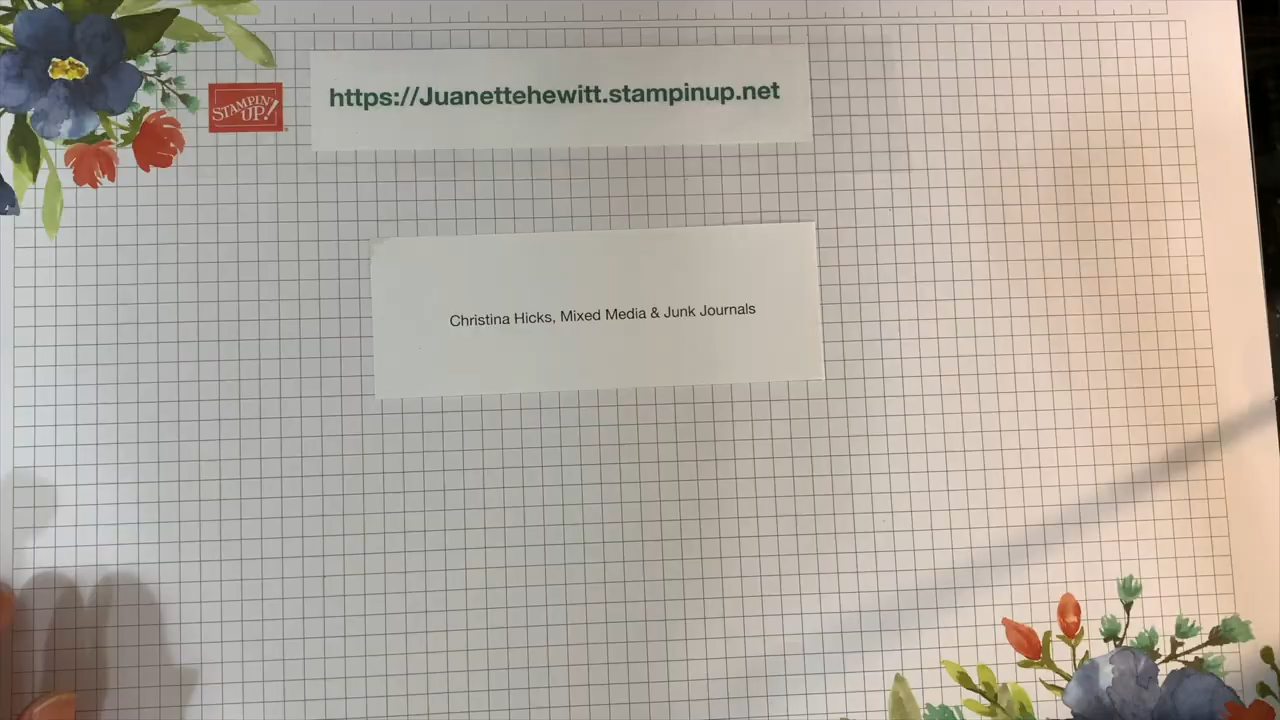 https://Juanettehewitt.stampinup.net
STAMPIN'
UP!
Christina Hicks, Mixed Media & Junk Journals